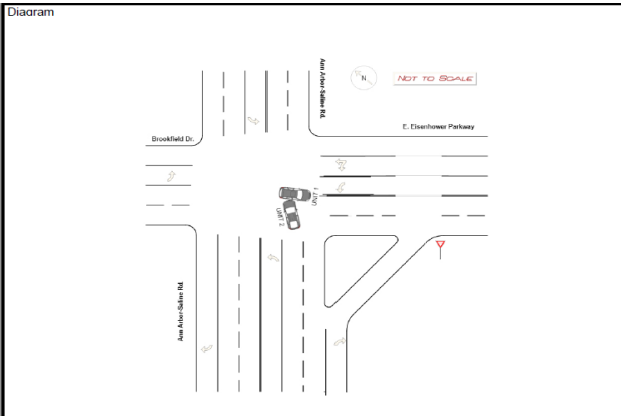 Diagram
Ann Arbor-Saline Rd.
N
NOT TO SCALE
Brookfield Dr.
E. Eisenhower Parkway
UNIT 1
UNIT 2
Ann Arbor-Saline Rd.